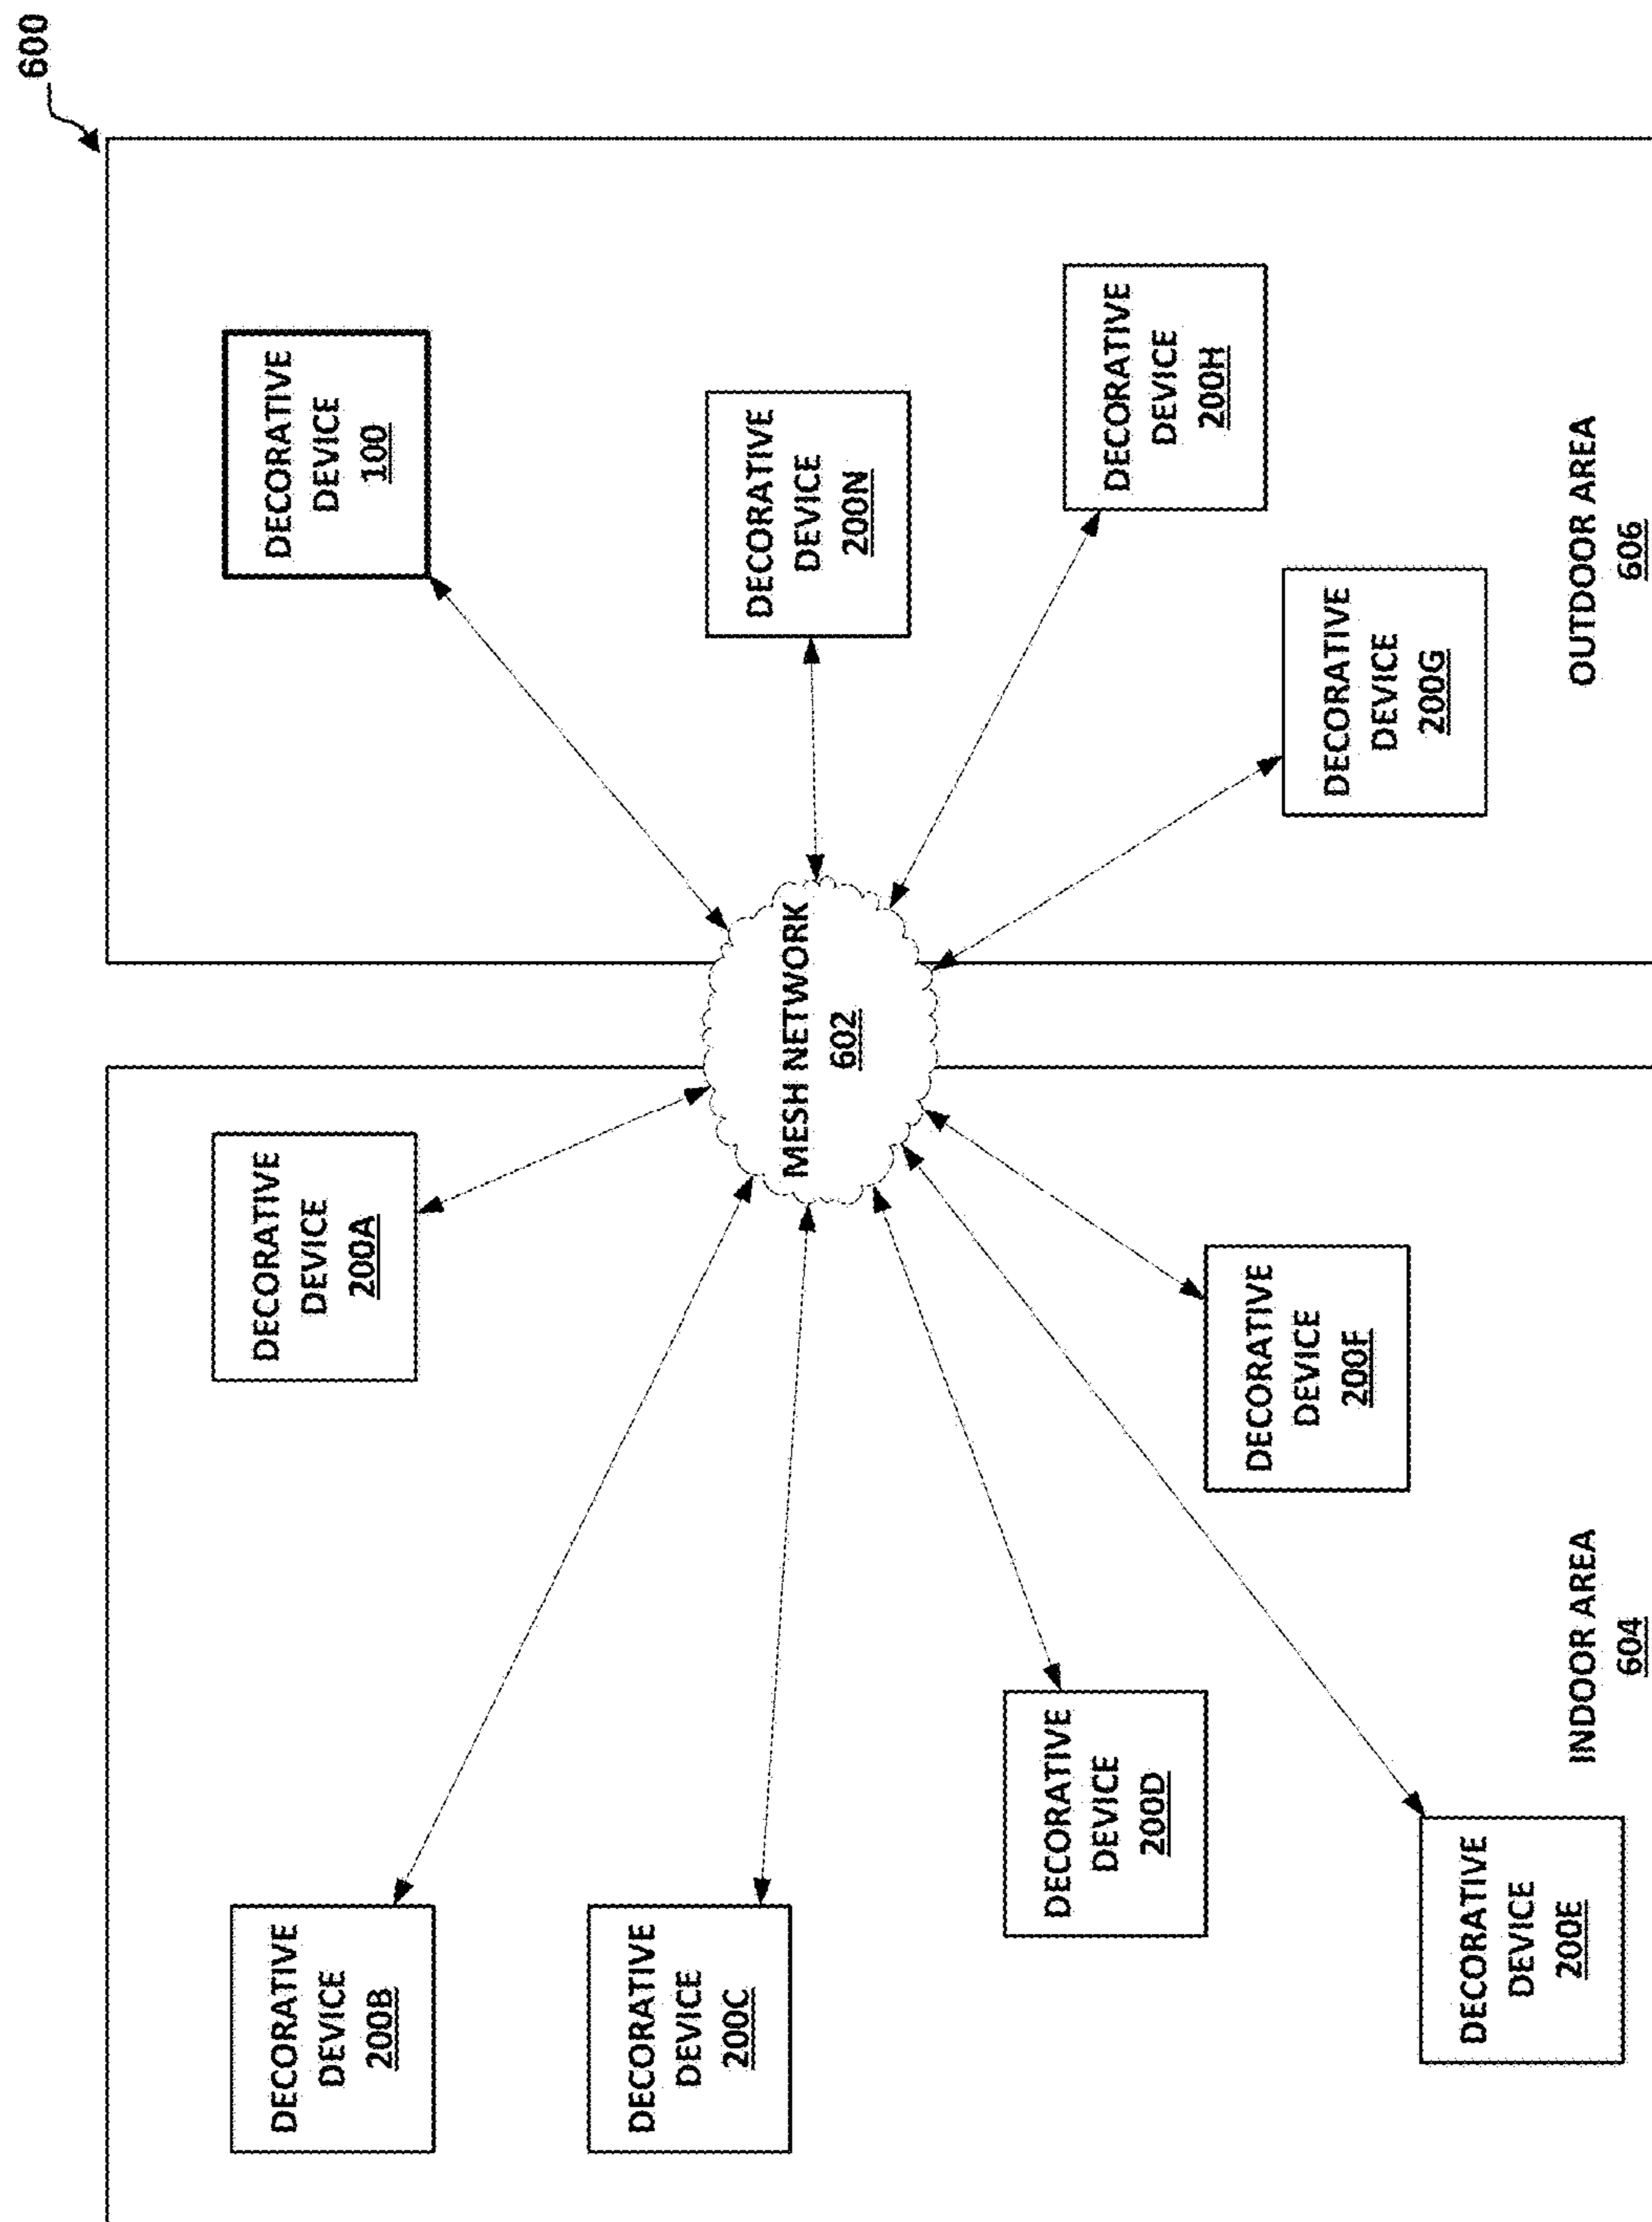 600
DECORATIVE
DEVICE
200B
DECORATIVE
DEVICE
200A
DECORATIVE
DEVICE
100
DECORATIVE
DEVICE
200C
MESH NETWORK
602
DECORATIVE
DEVICE
200N
DECORATIVE
DEVICE
200D
DECORATIVE
DEVICE
200H
DECORATIVE
DEVICE
200E
DECORATIVE
DEVICE
200F
DECORATIVE
DEVICE
200G
INDOOR AREA
604
OUTDOOR AREA
606